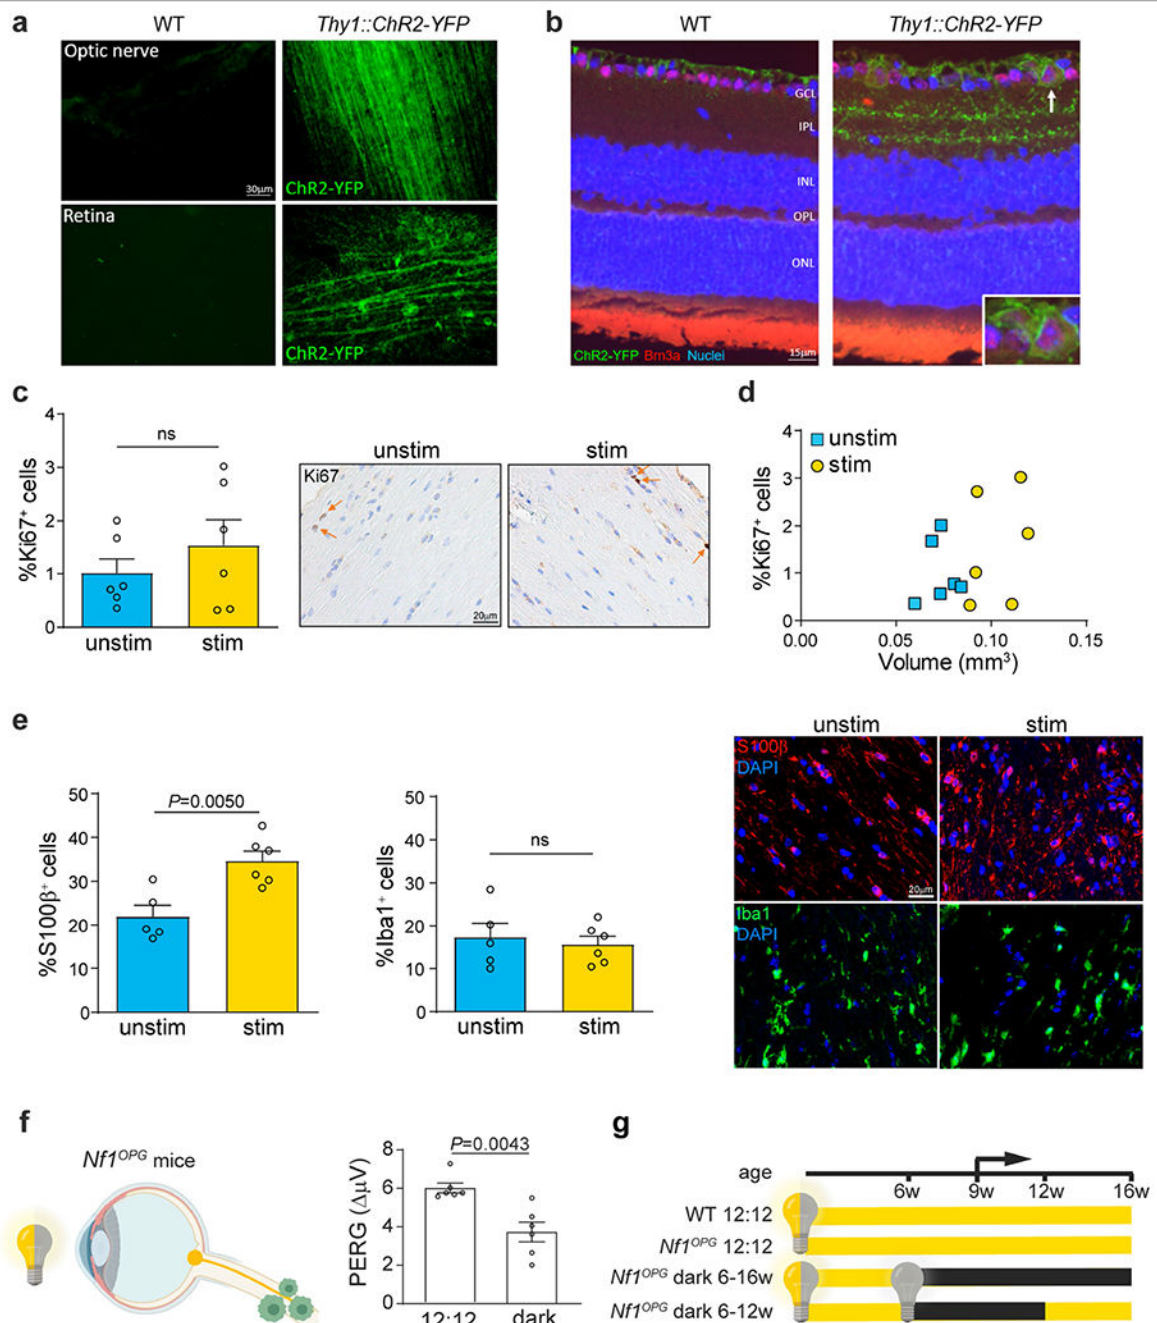 a
WT
Thy1::ChR2-YFP
Optic nerve
30µm
ChR2-YFP
Retina
ChR2-YFP
b
WT
Thy1::ChR2-YFP
GCL
IPL
INL
OPL
ONL
ChR2-YFP Brn3a Nuclei
15µm
c
%Ki67+ cells
4
3
2
1
0
ns
unstim
stim
unstim
stim
Ki67
20µm
d
%Ki67+ cells
4
3
2
1
0
unstim
stim
0.00
0.05
0.10
0.15
Volume (mm³)
e
%S100β+ cells
50
40
30
20
10
0
P=0.0050
unstim
stim
%Iba1+ cells
50
40
30
20
10
0
ns
unstim
stim
unstim
stim
S100β
DAPI
20µm
Iba1
DAPI
f
Nf1OPG mice
PERG (ΔµV)
8
6
4
2
0
P=0.0043
12:12
dark
g
age
6w
9w
12w
16w
WT 12:12
Nf1OPG 12:12
Nf1OPG dark 6-16w
Nf1OPG dark 6-12w